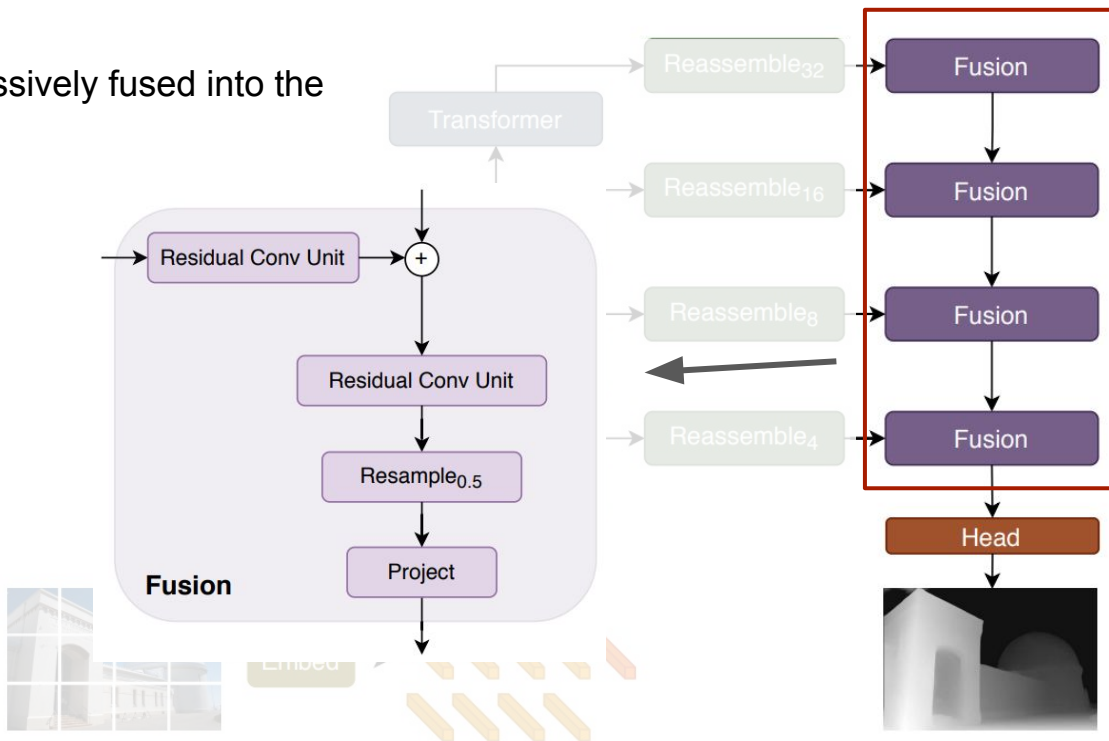 ssively fused into the
Transformer
Reassemble32
Fusion
Reassemble16
Fusion
Reassemble8
Fusion
Reassemble4
Fusion
Head
Residual Conv Unit
+
Residual Conv Unit
Resample0.5
Project
Fusion
Embed